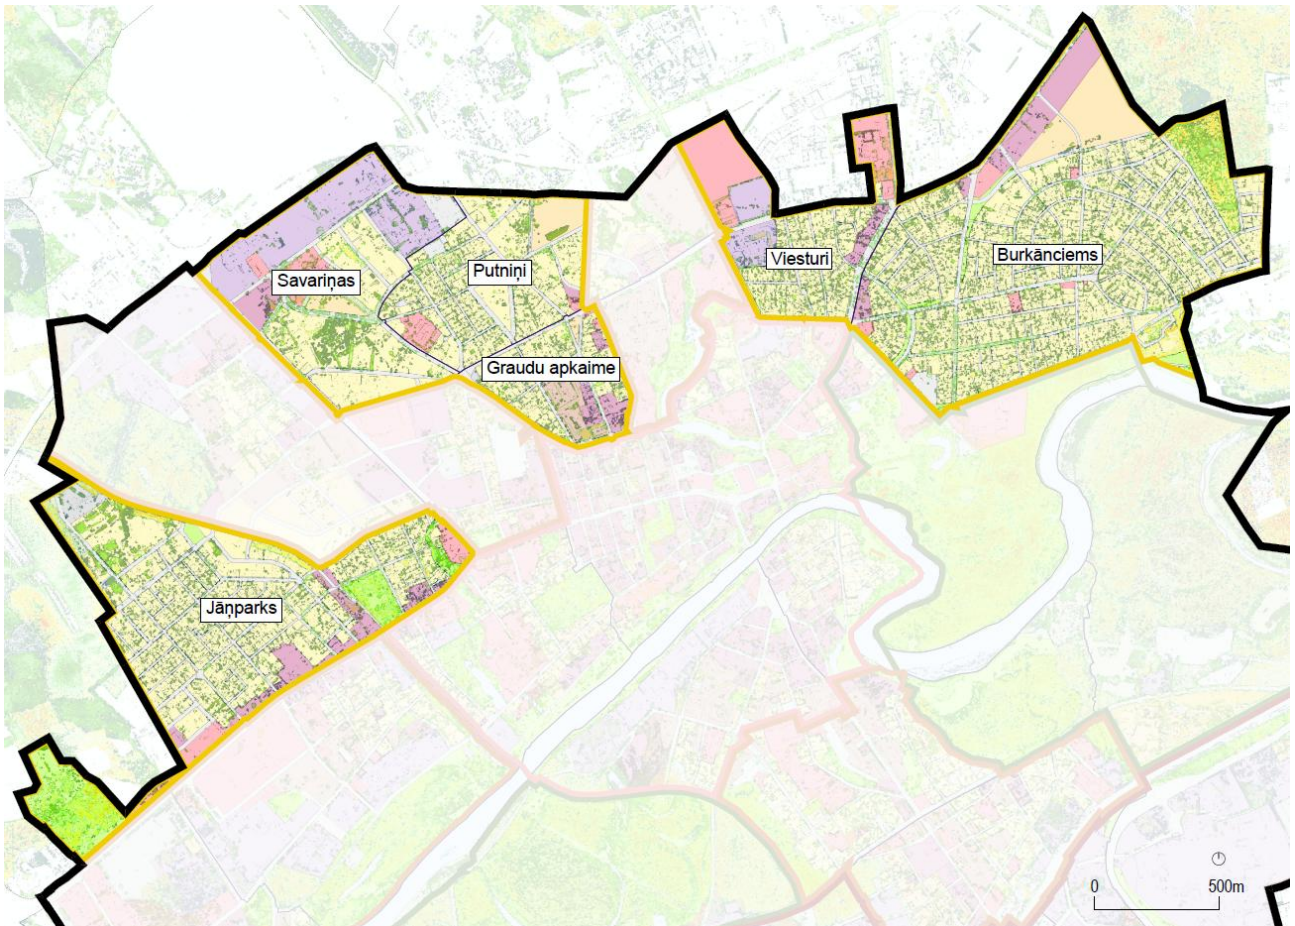 Burkānciems
Viesturi
Putniņi
Savariņas
Graudu apkaime
Jāņparks
0 500m